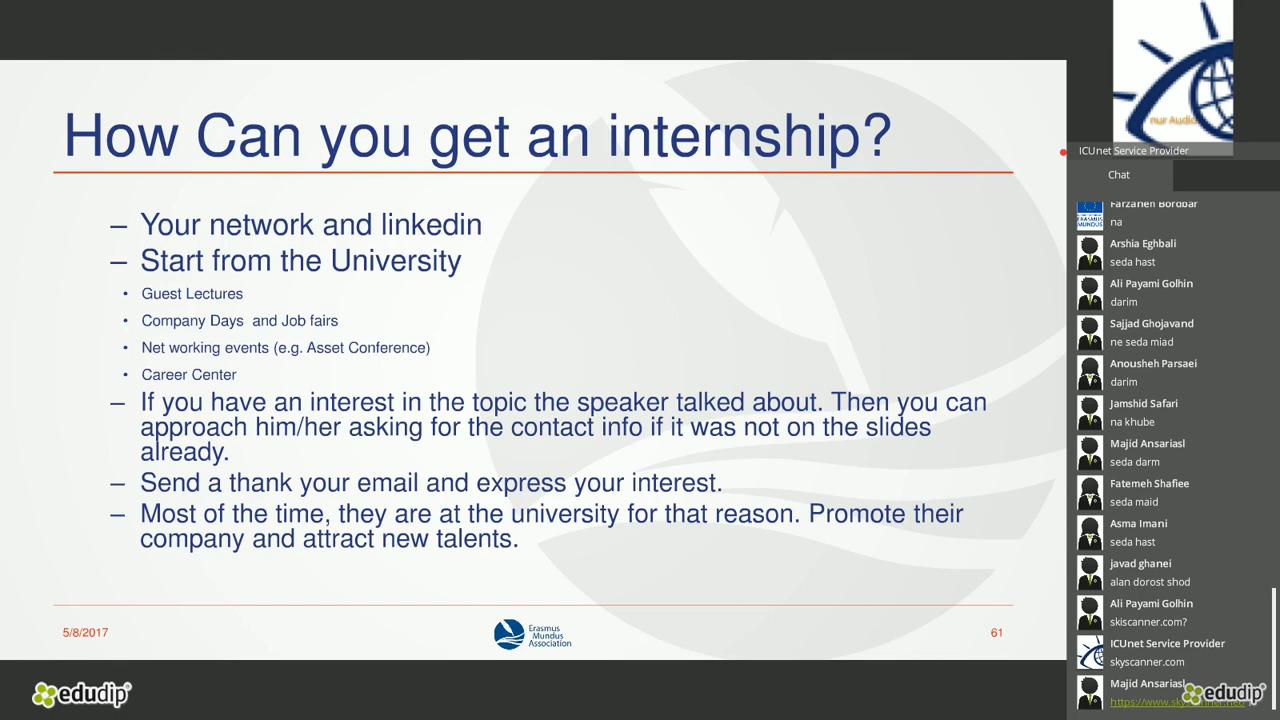 How Can you get an internship?
– Your network and linkedin
– Start from the University
• Guest Lectures
• Company Days and Job fairs
• Net working events (e.g. Asset Conference)
• Career Center
– If you have an interest in the topic the speaker talked about. Then you can
approach him/her asking for the contact info if it was not on the slides
already.
– Send a thank your email and express your interest.
– Most of the time, they are at the university for that reason. Promote their
company and attract new talents.
5/8/2017
Erasmus
Mundus
Association
61
edudip
nur Audio
ICUnet Service Provider
Chat
Farzaneh Bordbar
na
Arshia Eghbali
seda hast
Ali Payami Golhin
darim
Sajjad Ghojavand
ne seda miad
Anousheh Parsaei
darim
Jamshid Safari
na khube
Majid Ansariasl
seda darm
Fatemeh Shafiee
seda maid
Asma Imani
seda hast
javad ghanei
alan dorost shod
Ali Payami Golhin
skiscanner.com?
ICUnet Service Provider
skyscanner.com
Majid Ansariasl
edudip